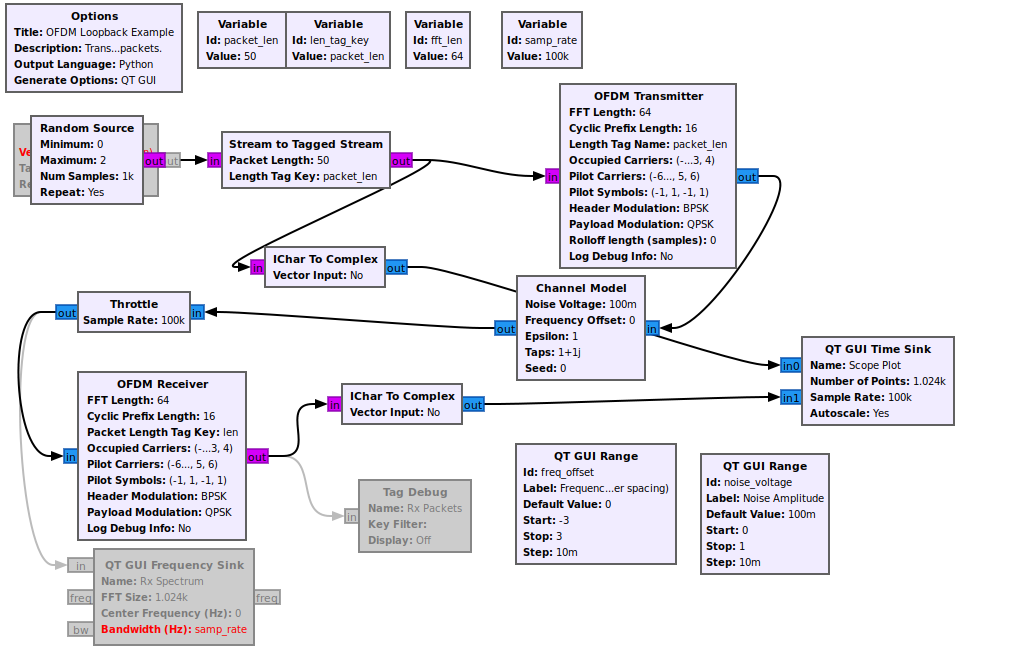 Options
Title: OFDM Loopback Example
Description: Trans...packets.
Output Language: Python
Generate Options: QT GUI
Variable
Id: packet_len
Value: 50
Variable
Id: len_tag_key
Value: packet_len
Variable
Id: fft_len
Value: 64
Variable
Id: samp_rate
Value: 100k
Random Source
Minimum: 0
Maximum: 2
Num Samples: 1k
Repeat: Yes
out
in
Stream to Tagged Stream
Packet Length: 50
Length Tag Key: packet_len
out
in
OFDM Transmitter
FFT Length: 64
Cyclic Prefix Length: 16
Length Tag Name: packet_len
Occupied Carriers: (-...3, 4)
Pilot Carriers: (-6..., 5, 6)
Pilot Symbols: (-1, 1, -1, 1)
Header Modulation: BPSK
Payload Modulation: QPSK
Rolloff length (samples): 0
Log Debug Info: No
out
in
IChar To Complex
Vector Input: No
out
out
Channel Model
Noise Voltage: 100m
Frequency Offset: 0
Epsilon: 1
Taps: 1+1j
Seed: 0
in
out
Throttle
Sample Rate: 100k
in
in0
in1
QT GUI Time Sink
Name: Scope Plot
Number of Points: 1.024k
Sample Rate: 100k
Autoscale: Yes
in
OFDM Receiver
FFT Length: 64
Cyclic Prefix Length: 16
Packet Length Tag Key: len
Occupied Carriers: (-...3, 4)
Pilot Carriers: (-6..., 5, 6)
Pilot Symbols: (-1, 1, -1, 1)
Header Modulation: BPSK
Payload Modulation: QPSK
Log Debug Info: No
out
in
IChar To Complex
Vector Input: No
out
in
Tag Debug
Name: Rx Packets
Key Filter:
Display: Off
QT GUI Range
Id: freq_offset
Label: Frequenc...er spacing)
Default Value: 0
Start: -3
Stop: 3
Step: 10m
QT GUI Range
Id: noise_voltage
Label: Noise Amplitude
Default Value: 100m
Start: 0
Stop: 1
Step: 10m
in
freq
bw
QT GUI Frequency Sink
Name: Rx Spectrum
FFT Size: 1.024k
Center Frequency (Hz): 0
Bandwidth (Hz): samp_rate
freq